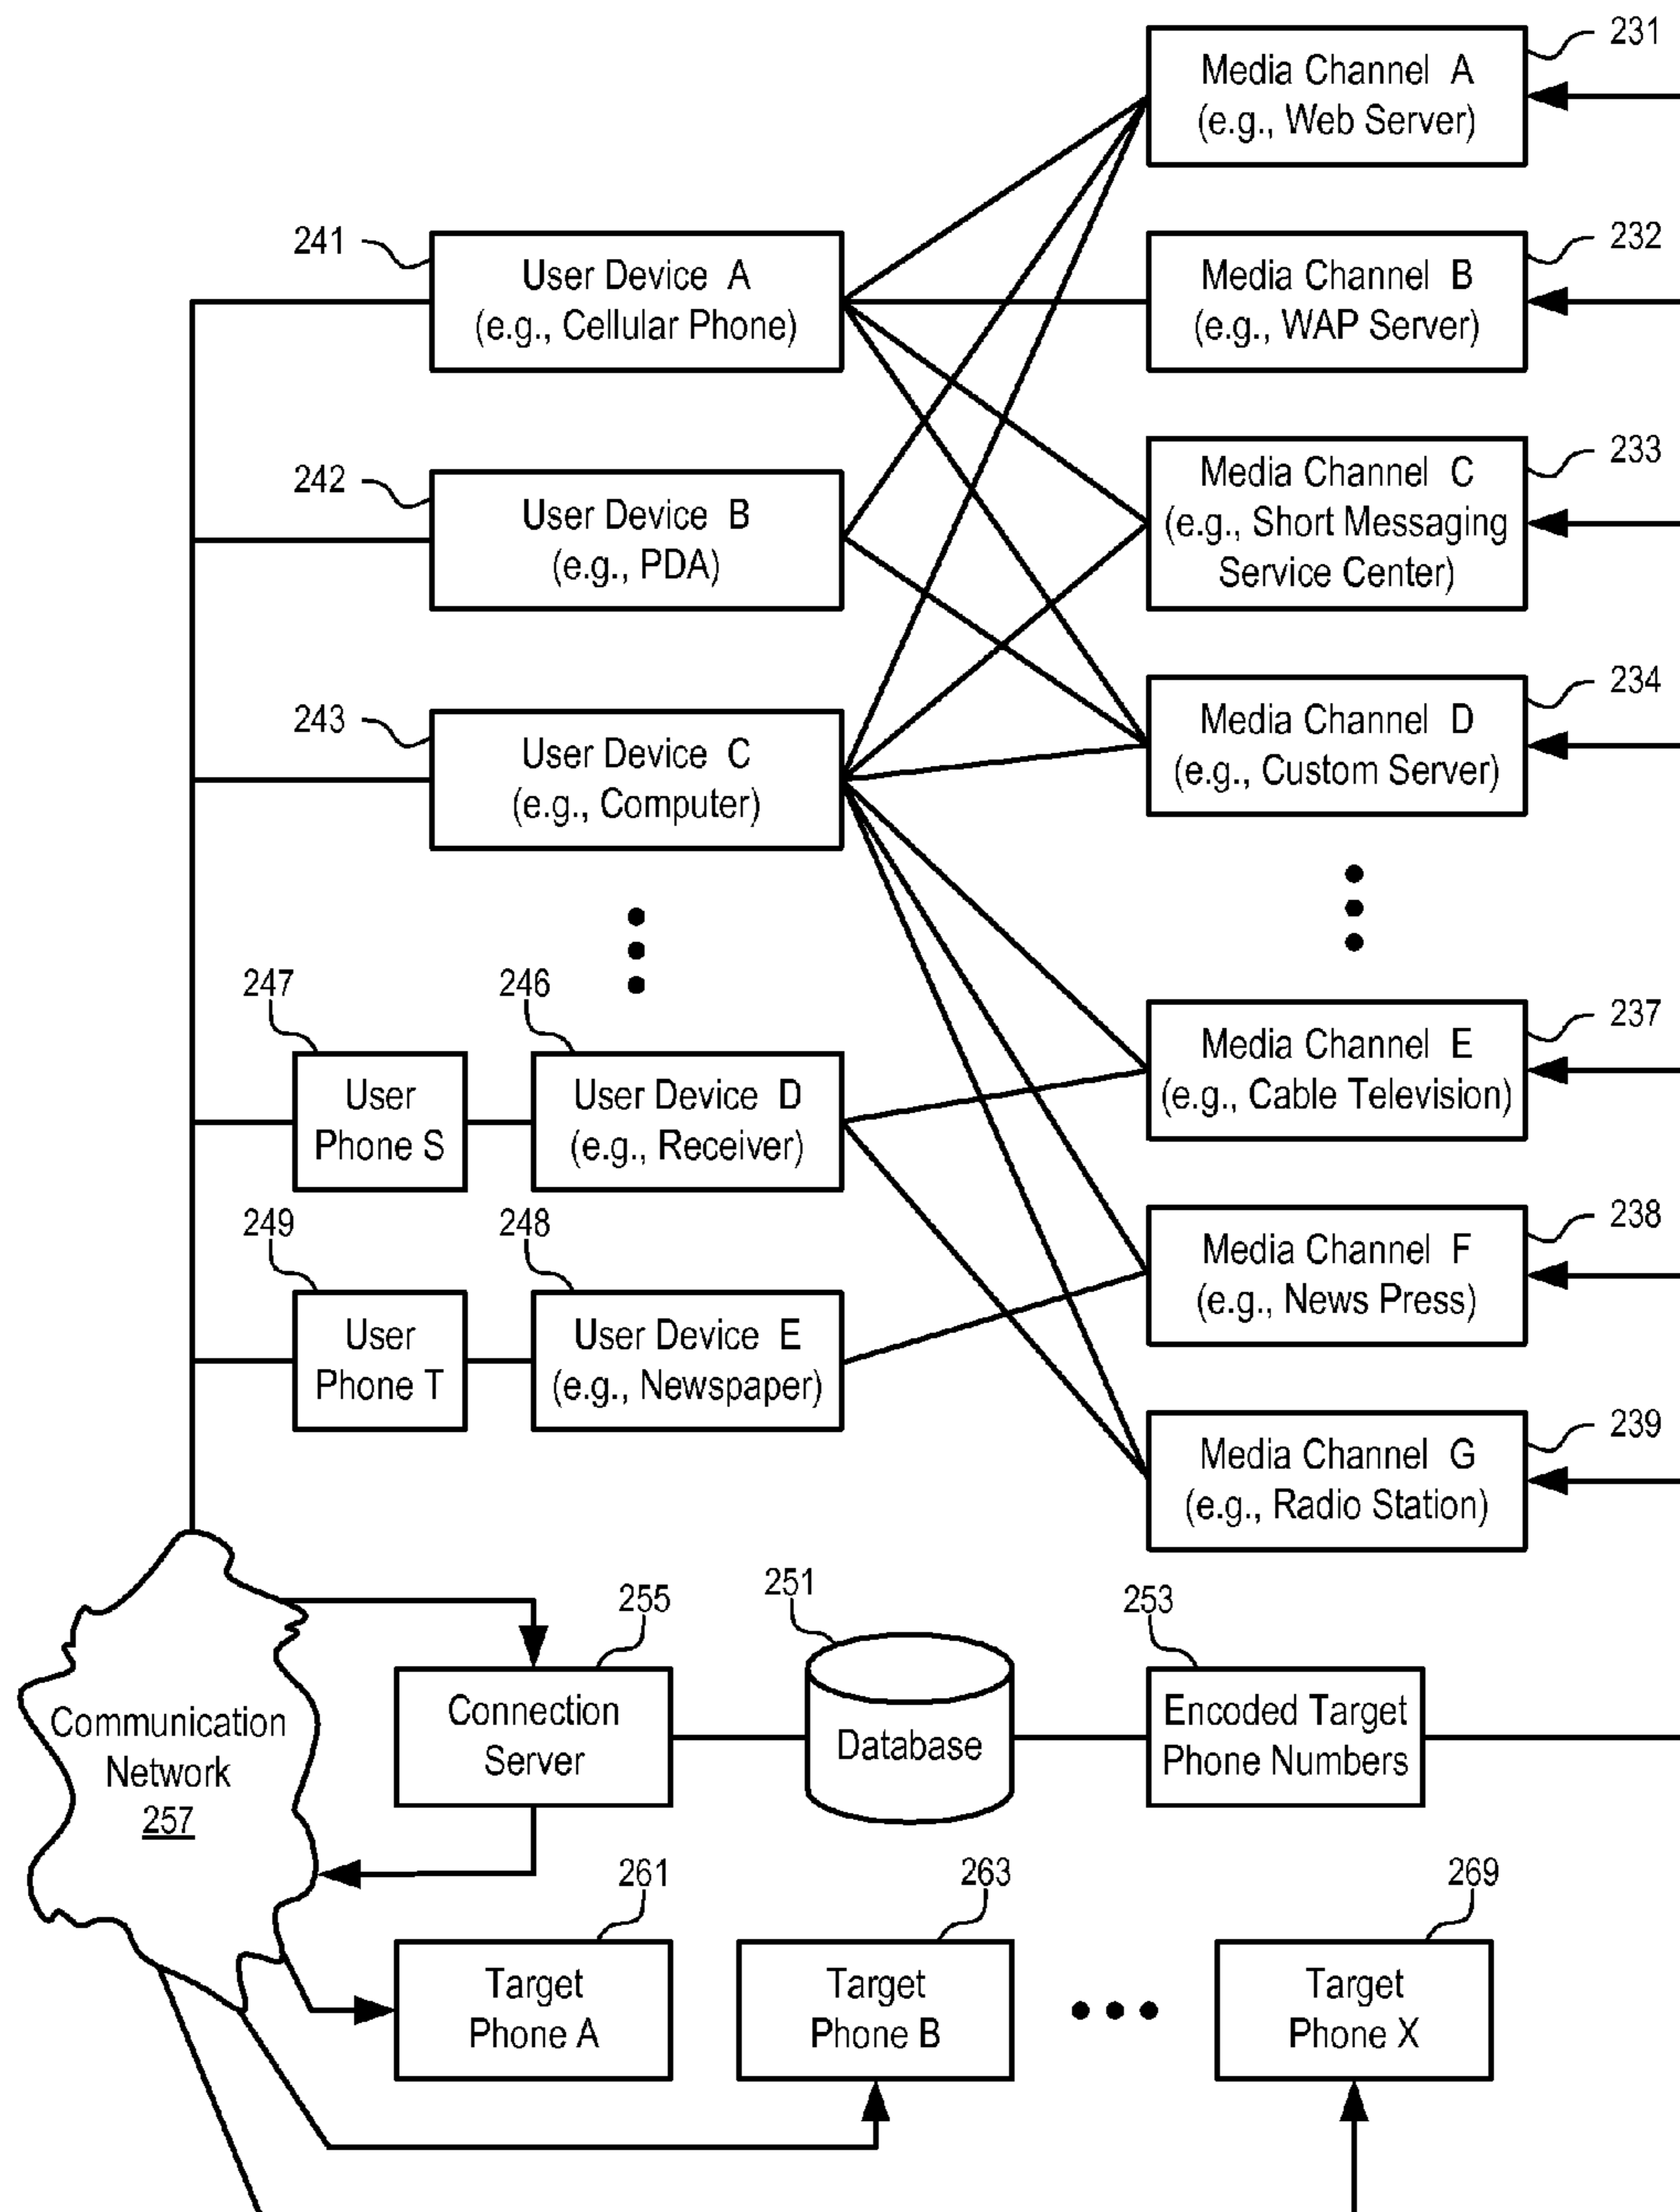 231
Media Channel A
(e.g., Web Server)
241
User Device A
(e.g., Cellular Phone)
232
Media Channel B
(e.g., WAP Server)
242
User Device B
(e.g., PDA)
233
Media Channel C
(e.g., Short Messaging
Service Center)
243
User Device C
(e.g., Computer)
234
Media Channel D
(e.g., Custom Server)
247
User
Phone S
246
User Device D
(e.g., Receiver)
237
Media Channel E
(e.g., Cable Television)
249
User
Phone T
248
User Device E
(e.g., Newspaper)
238
Media Channel F
(e.g., News Press)
239
Media Channel G
(e.g., Radio Station)
Communication
Network
257
255
Connection
Server
251
Database
253
Encoded Target
Phone Numbers
261
Target
Phone A
263
Target
Phone B
269
Target
Phone X